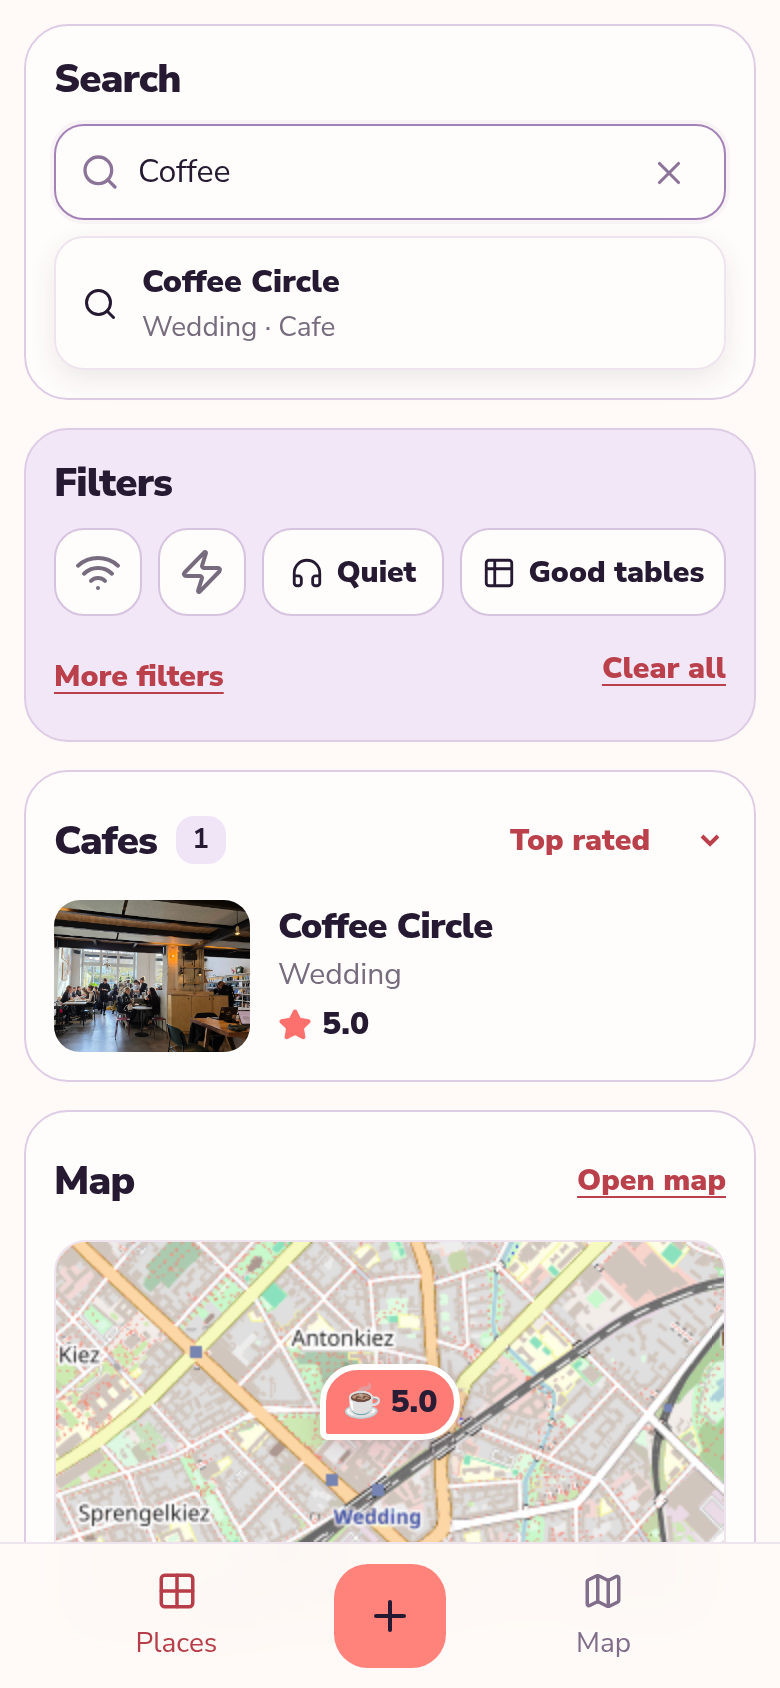 Search
Coffee
Coffee Circle
Wedding · Cafe
Filters
Quiet
Good tables
More filters
Clear all
Cafes 1
Top rated
Coffee Circle
Wedding
5.0
Map
Open map
Antonkiez
Kiez
5.0
Sprengelkiez
Wedding
Places
Map